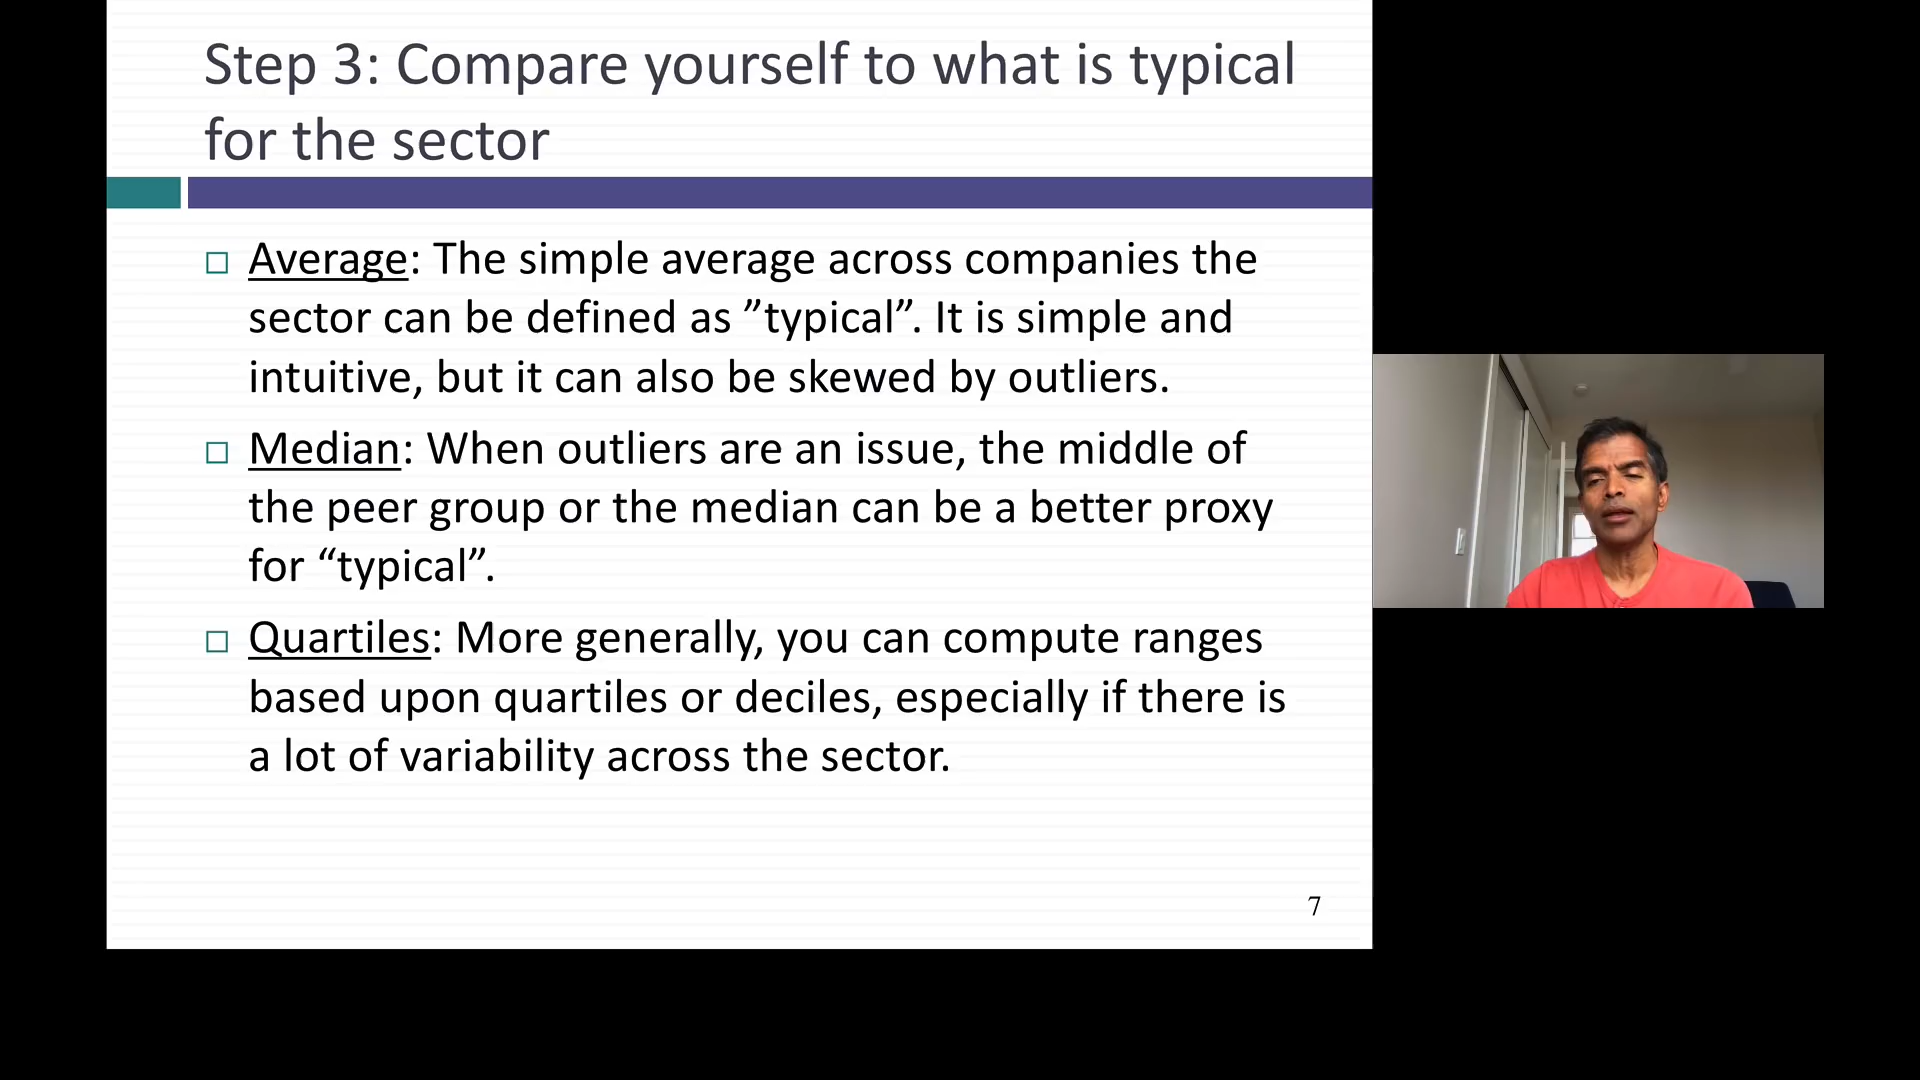 Step 3: Compare yourself to what is typical
for the sector
Average: The simple average across companies the
sector can be defined as ”typical”. It is simple and
intuitive, but it can also be skewed by outliers.
Median: When outliers are an issue, the middle of
the peer group or the median can be a better proxy
for “typical”.
Quartiles: More generally, you can compute ranges
based upon quartiles or deciles, especially if there is
a lot of variability across the sector.
7